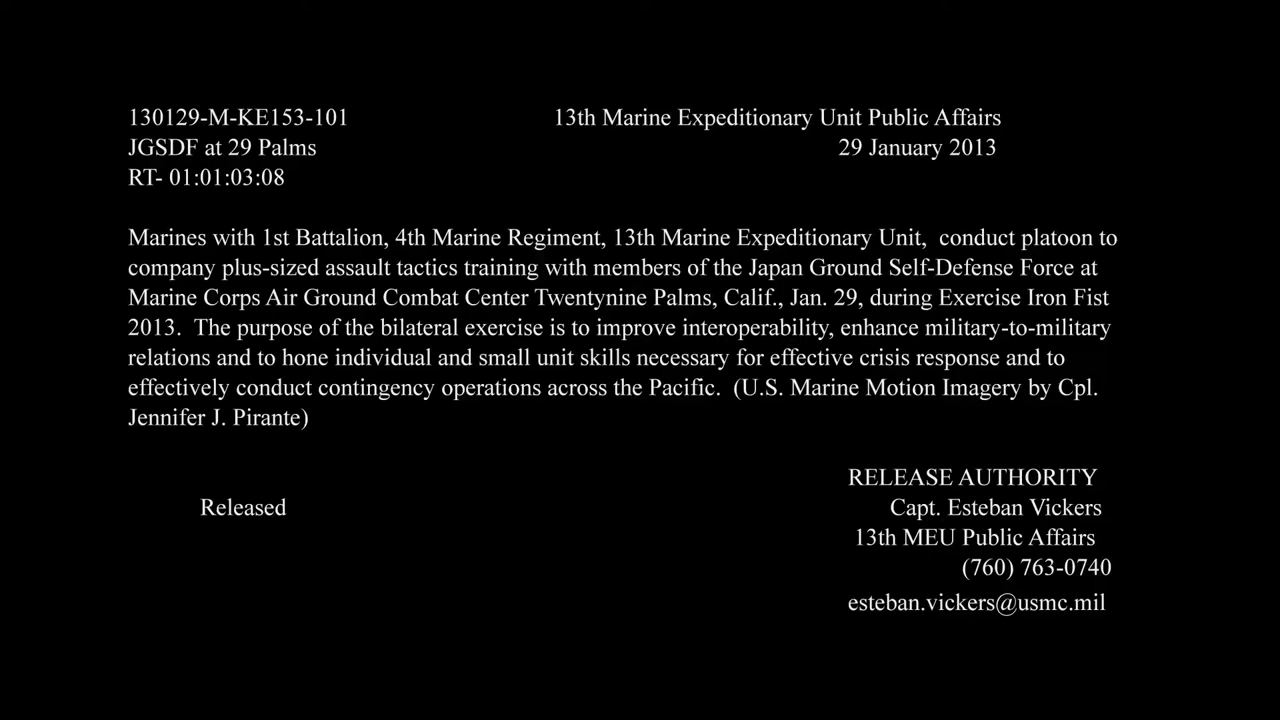 130129-M-KE153-101 13th Marine Expeditionary Unit Public Affairs
JGSDF at 29 Palms 29 January 2013
RT- 01:01:03:08
Marines with 1st Battalion, 4th Marine Regiment, 13th Marine Expeditionary Unit,  conduct platoon to
company plus-sized assault tactics training with members of the Japan Ground Self-Defense Force at
Marine Corps Air Ground Combat Center Twentynine Palms, Calif., Jan. 29, during Exercise Iron Fist
2013.  The purpose of the bilateral exercise is to improve interoperability, enhance military-to-military
relations and to hone individual and small unit skills necessary for effective crisis response and to
effectively conduct contingency operations across the Pacific.  (U.S. Marine Motion Imagery by Cpl.
Jennifer J. Pirante)
RELEASE AUTHORITY
Released Capt. Esteban Vickers
13th MEU Public Affairs
(760) 763-0740
esteban.vickers@usmc.mil